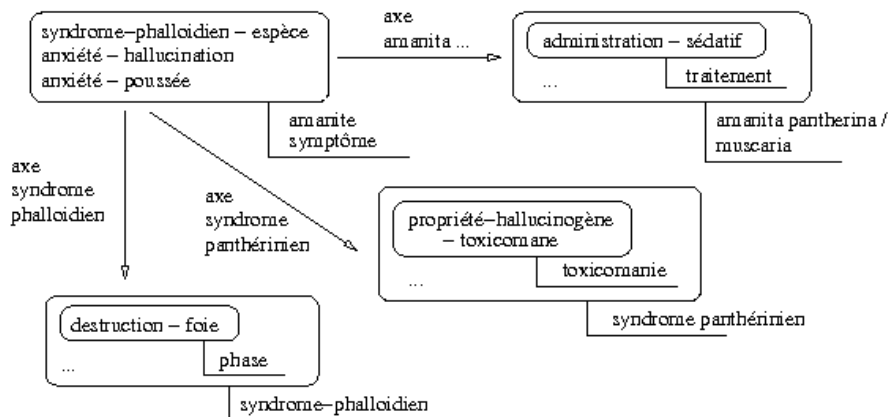 syndrome–phalloidien – espèce
anxiété – hallucination
anxiété – poussée
amanite
symptôme
axe
amanita ...
administration – sédatif
traitement
...
amanita pantherina /
muscaria
axe
syndrome
phalloidien
axe
syndrome
panthérinien
propriété–hallucinogène
– toxicomane
toxicomanie
...
syndrome panthérinien
destruction – foie
phase
...
syndrome–phalloidien